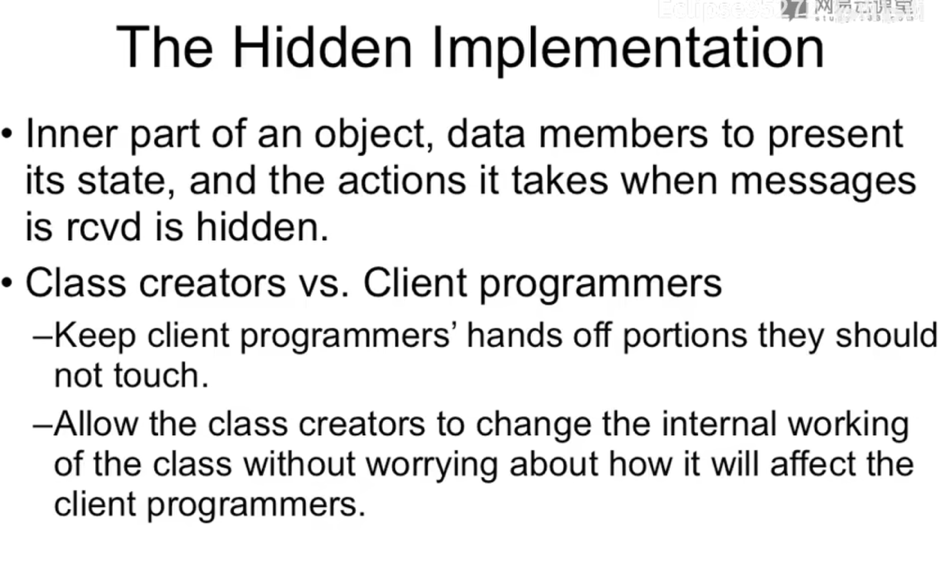 网易云课堂
The Hidden Implementation
• Inner part of an object, data members to present
its state, and the actions it takes when messages
is rcvd is hidden.
• Class creators vs. Client programmers
–Keep client programmers’ hands off portions they should
not touch.
–Allow the class creators to change the internal working
of the class without worrying about how it will affect the
client programmers.